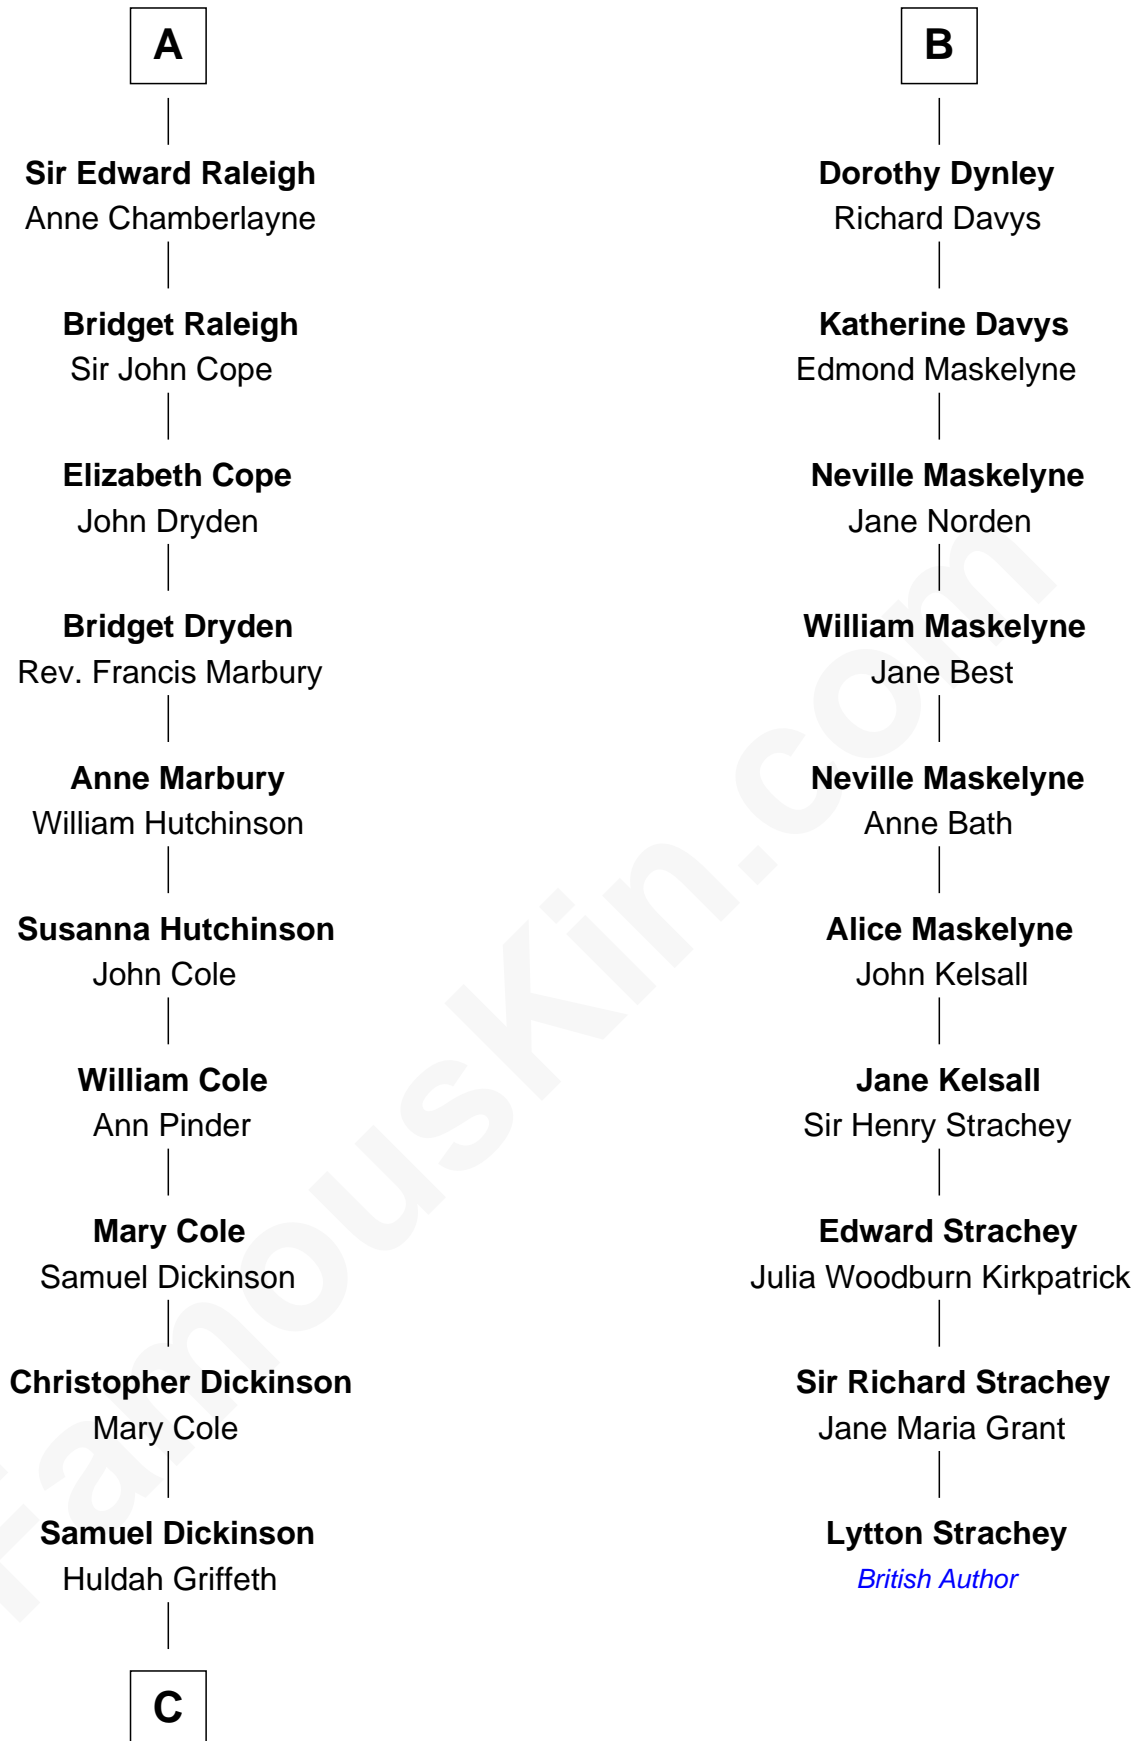 A
Sir Edward Raleigh
Anne Chamberlayne
Bridget Raleigh
Sir John Cope
Elizabeth Cope
John Dryden
Bridget Dryden
Rev. Francis Marbury
Anne Marbury
William Hutchinson
Susanna Hutchinson
John Cole
William Cole
Ann Pinder
Mary Cole
Samuel Dickinson
Christopher Dickinson
Mary Cole
Samuel Dickinson
Huldah Griffeth
C
B
Dorothy Dynley
Richard Davys
Katherine Davys
Edmond Maskelyne
Neville Maskelyne
Jane Norden
William Maskelyne
Jane Best
Neville Maskelyne
Anne Bath
Alice Maskelyne
John Kelsall
Jane Kelsall
Sir Henry Strachey
Edward Strachey
Julia Woodburn Kirkpatrick
Sir Richard Strachey
Jane Maria Grant
Lytton Strachey
British Author
FamousKin.com